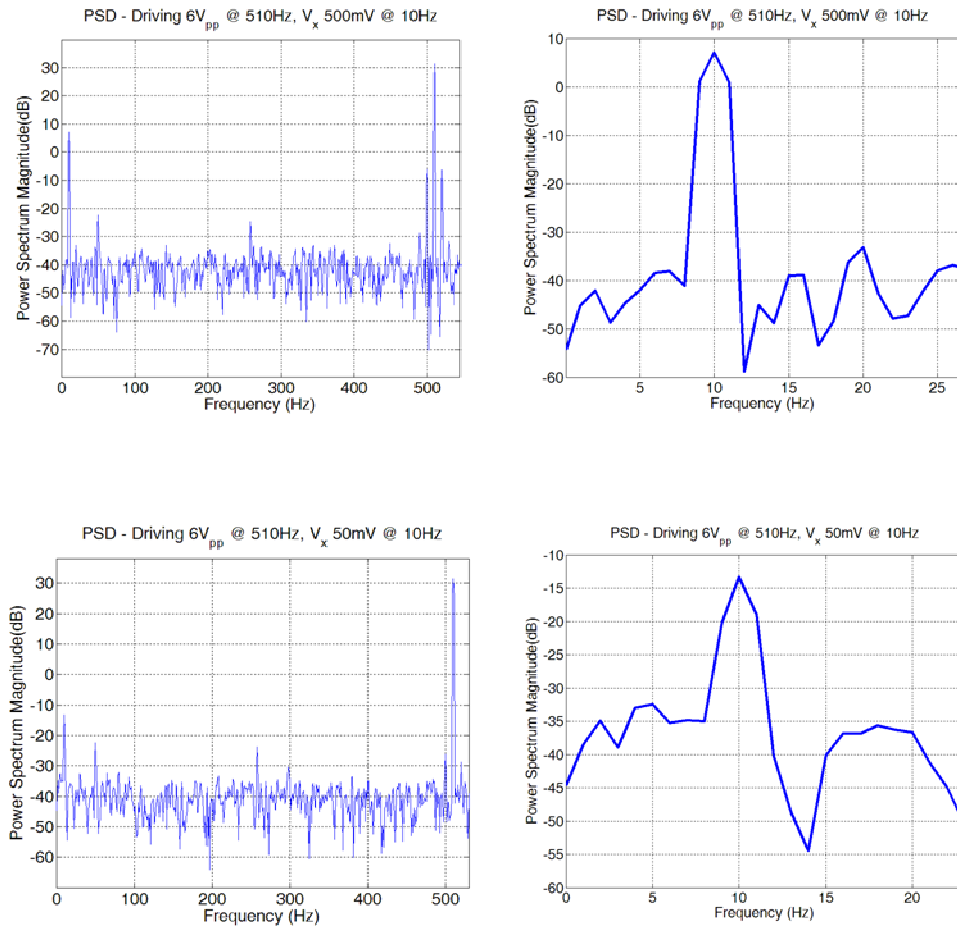 PSD - Driving 6Vpp @ 510Hz, Vx 500mV @ 10Hz
Power Spectrum Magnitude(dB)
30
20
10
0
-10
-20
-30
-40
-50
-60
-70
0 100 200 300 400 500
Frequency (Hz)
PSD - Driving 6Vpp @ 510Hz, Vx 500mV @ 10Hz
Power Spectrum Magnitude(dB)
10
0
-10
-20
-30
-40
-50
-60
5 10 15 20 25
Frequency (Hz)
PSD - Driving 6Vpp @ 510Hz, Vx 50mV @ 10Hz
Power Spectrum Magnitude(dB)
30
20
10
0
-10
-20
-30
-40
-50
-60
0 100 200 300 400 500
Frequency (Hz)
PSD - Driving 6Vpp @ 510Hz, Vx 50mV @ 10Hz
Power Spectrum Magnitude(dB)
-10
-15
-20
-25
-30
-35
-40
-45
-50
-55
-60
0 5 10 15 20
Frequency (Hz)